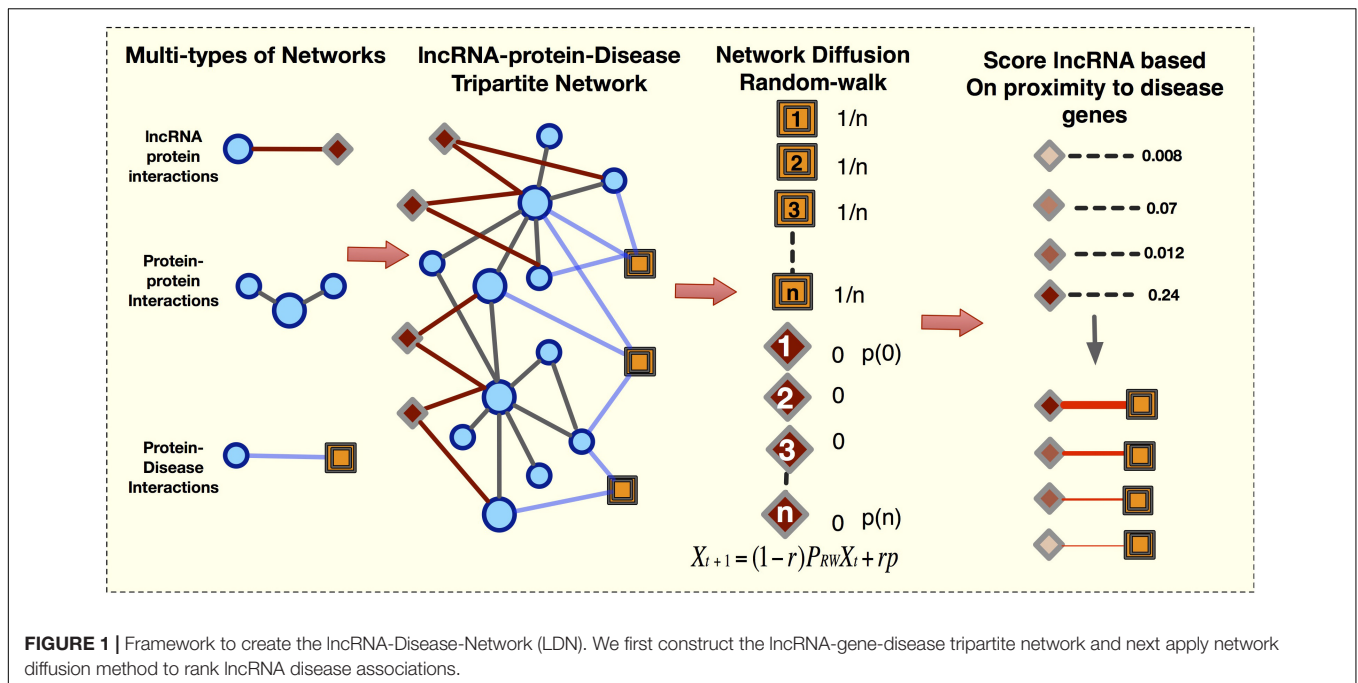 Multi-types of Networks
lncRNA
protein
interactions
Protein-
protein
Interactions
Protein-
Disease
Interactions
lncRNA-protein-Disease
Tripartite Network
Network Diffusion
Random-walk
1 1/n
2 1/n
3 1/n
n 1/n
1 0 p(0)
2 0
3 0
n 0 p(n)
Xt+1 = (1−r)PRWXt + rp
Score lncRNA based
On proximity to disease
genes
0.008
0.07
0.012
0.24
FIGURE 1 | Framework to create the lncRNA-Disease-Network (LDN). We first construct the lncRNA-gene-disease tripartite network and next apply network
diffusion method to rank lncRNA disease associations.